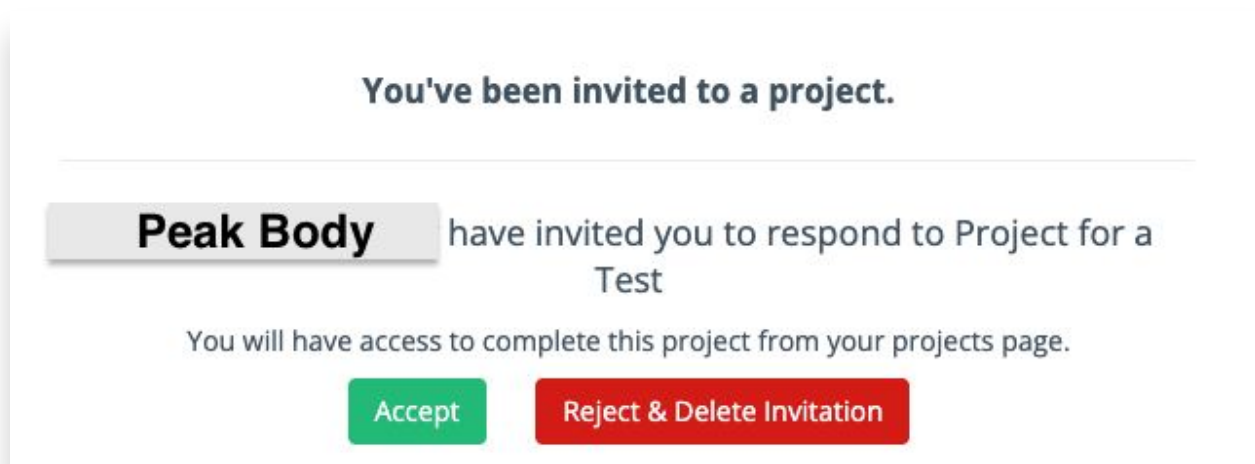 You've been invited to a project.
Peak Body have invited you to respond to Project for a
Test
You will have access to complete this project from your projects page.
Accept Reject & Delete Invitation